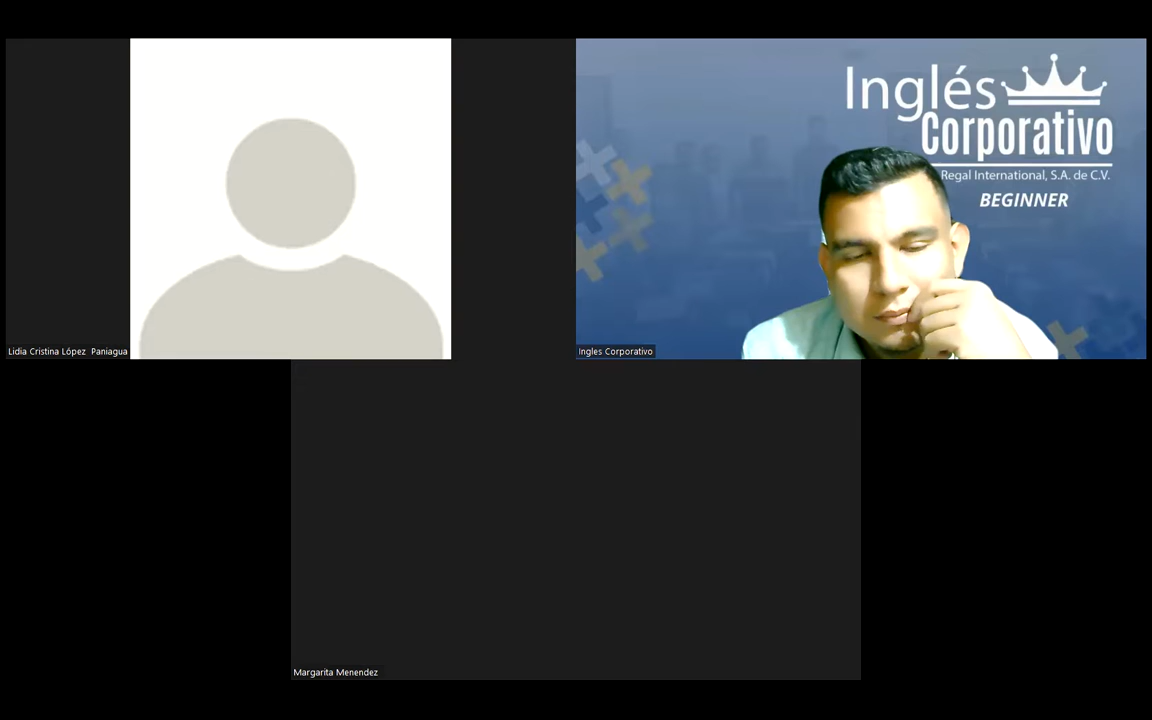 Inglés
Corporativo
Regal International, S.A. de C.V.
BEGINNER
Lidia Cristina López Paniagua
Ingles Corporativo
Margarita Menendez